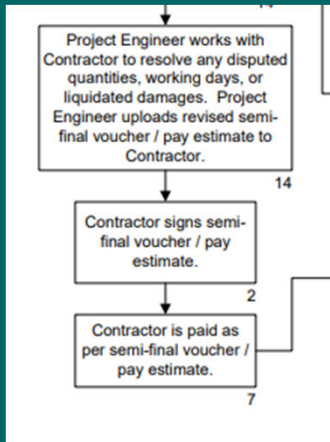 Project Engineer works with
Contractor to resolve any disputed
quantities, working days, or
liquidated damages.  Project
Engineer uploads revised semi-
final voucher / pay estimate to
Contractor.
14
Contractor signs semi-
final voucher / pay
estimate.
2
Contractor is paid as
per semi-final voucher /
pay estimate.
7